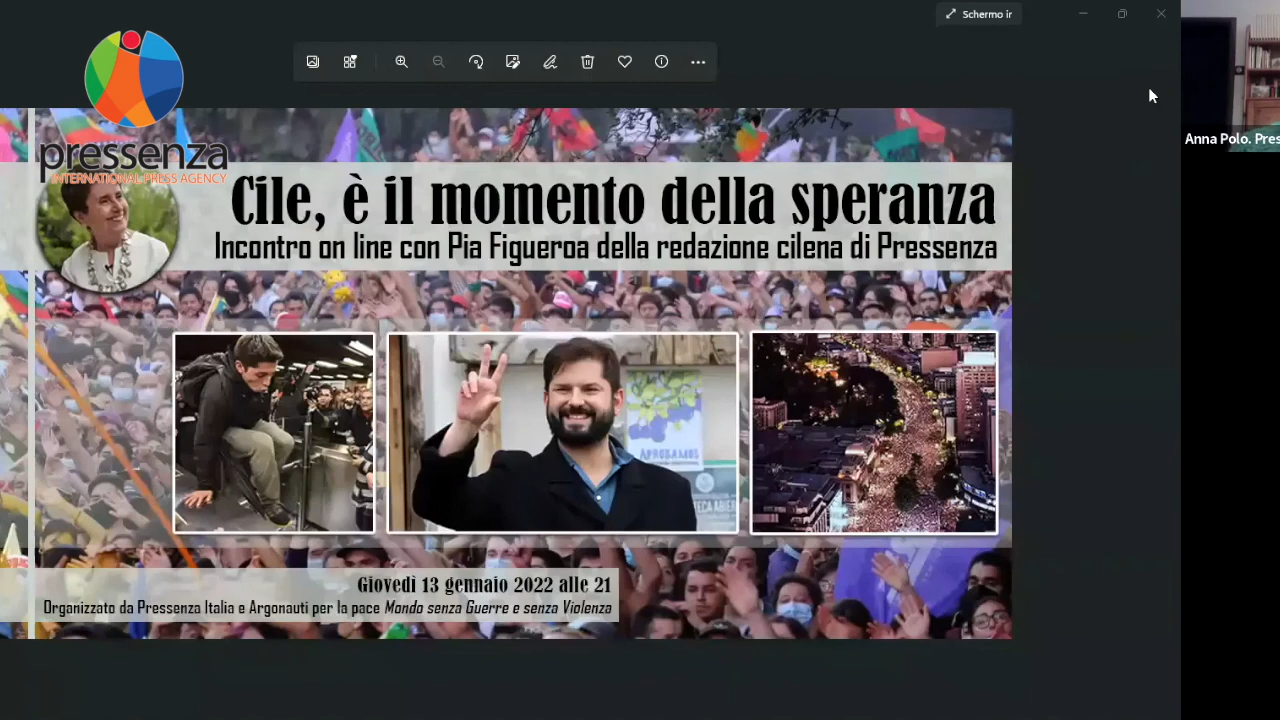 Schermo ir
pressenza
INTERNATIONAL PRESS AGENCY
Anna Polo. Pres
Cile, è il momento della speranza
Incontro on line con Pia Figueroa della redazione cilena di Pressenza
APROBAMOS
Giovedì 13 gennaio 2022 alle 21
Organizzato da Pressenza Italia e Argonauti per la pace Mondo senza Guerre e senza Violenza